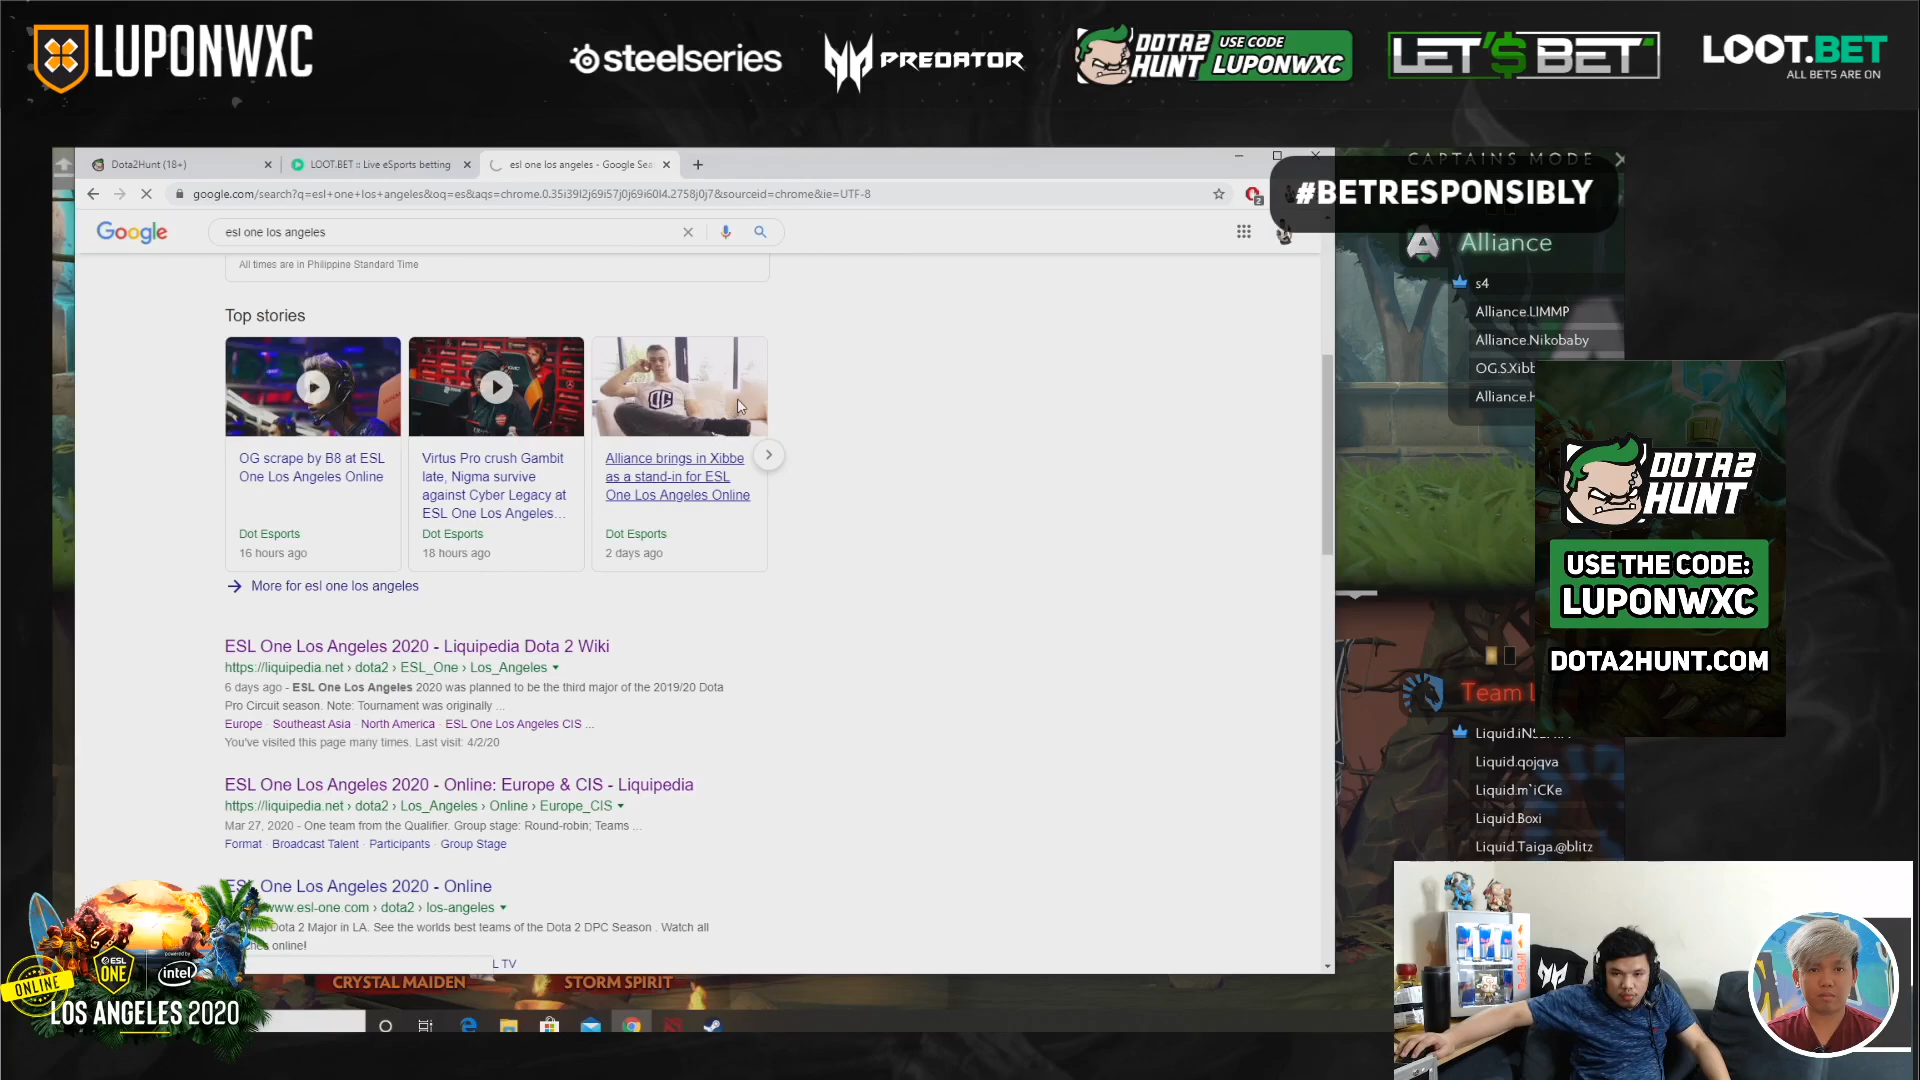 LUPONWXC
steelseries
PREDATOR
DOTA2
HUNT
USE CODE
LUPONWXC
LET'$ BET
LOOT.BET
ALL BETS ARE ON
Dota2Hunt (18+)
LOOT.BET :: Live eSports betting
esl one los angeles - Google Sea
google.com/search?q=esl+one+los+angeles&oq=es&aqs=chrome.0.35i39l2j69i57j0j69i60l4.2758j0j7&sourceid=chrome&ie=UTF-8
CAPTAINS MODE
#BETRESPONSIBLY
Google
esl one los angeles
Alliance
All times are in Philippine Standard Time
s4
Alliance.LIMMP
Alliance.Nikobaby
OG.S.Xibb
Alliance.H
Top stories
OG scrape by B8 at ESL
One Los Angeles Online
Dot Esports
16 hours ago
Virtus Pro crush Gambit
late, Nigma survive
against Cyber Legacy at
ESL One Los Angeles...
Dot Esports
18 hours ago
OG
Alliance brings in Xibbe
as a stand-in for ESL
One Los Angeles Online
Dot Esports
2 days ago
More for esl one los angeles
ESL One Los Angeles 2020 - Liquipedia Dota 2 Wiki
https://liquipedia.net › dota2 › ESL_One › Los_Angeles
6 days ago - ESL One Los Angeles 2020 was planned to be the third major of the 2019/20 Dota
Pro Circuit season. Note: Tournament was originally ...
Europe · Southeast Asia · North America · ESL One Los Angeles CIS ...
You've visited this page many times. Last visit: 4/2/20
ESL One Los Angeles 2020 - Online: Europe & CIS - Liquipedia
https://liquipedia.net › dota2 › Los_Angeles › Online › Europe_CIS
Mar 27, 2020 - One team from the Qualifier. Group stage: Round-robin; Teams ...
Format · Broadcast Talent · Participants · Group Stage
ESL One Los Angeles 2020 - Online
www.esl-one.com › dota2 › los-angeles
Dota 2 Major in LA. See the worlds best teams of the Dota 2 DPC Season . Watch all
online!
L TV
DOTA2
HUNT
USE THE CODE:
LUPONWXC
DOTA2HUNT.COM
Team L
Liquid.qojqva
Liquid.m`iCKe
Liquid.Boxi
Liquid.Taiga.@blitz
CRYSTAL MAIDEN
STORM SPIRIT
ONLINE
ESL
ONE
powered by
intel
LOS ANGELES 2020